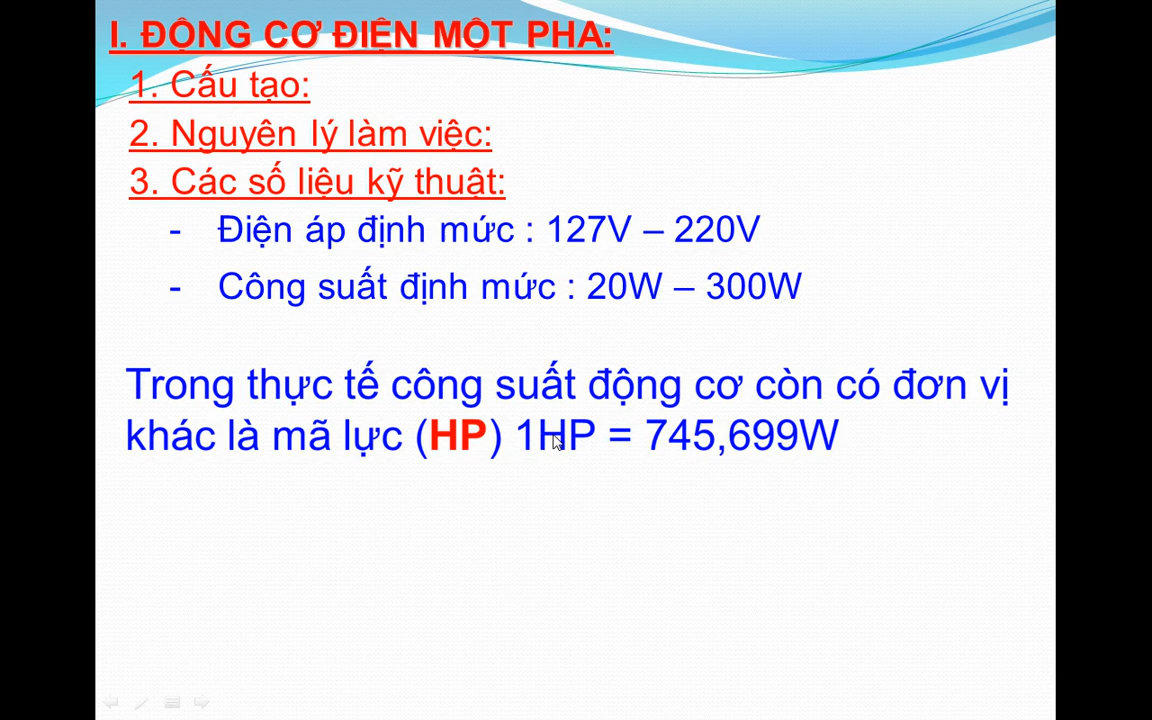 I. ĐỘNG CƠ ĐIỆN MỘT PHA:
1. Cấu tạo:
2. Nguyên lý làm việc:
3. Các số liệu kỹ thuật:
- Điện áp định mức : 127V – 220V
- Công suất định mức : 20W – 300W
Trong thực tế công suất động cơ còn có đơn vị
khác là mã lực (HP) 1HP = 745,699W